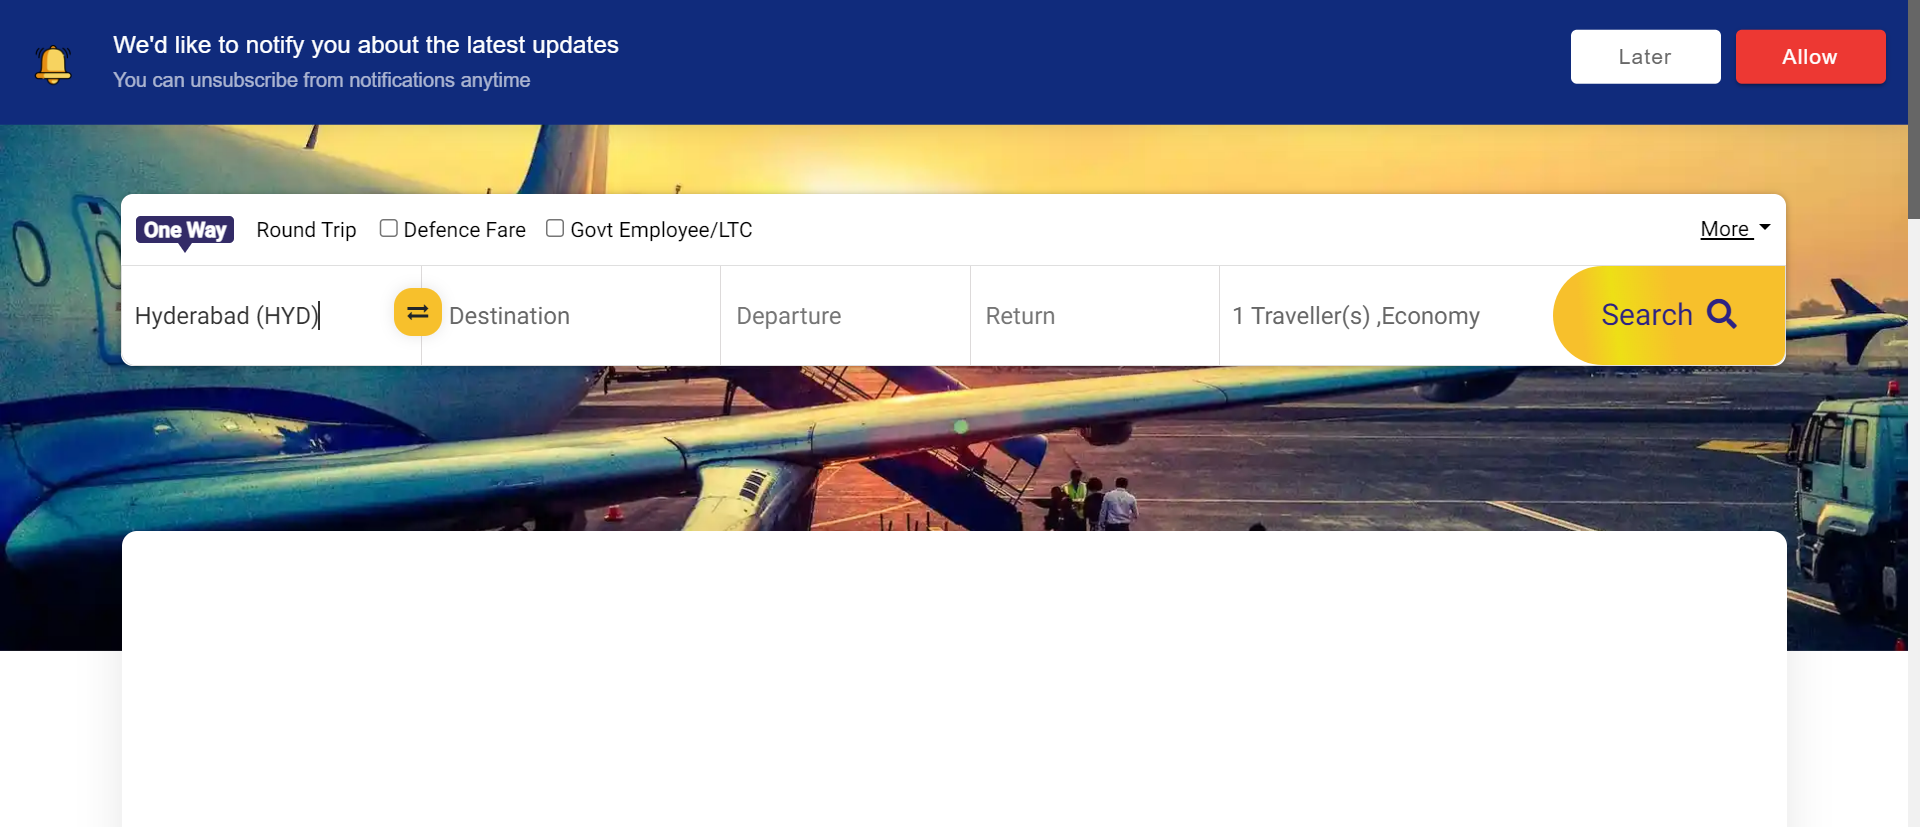 We'd like to notify you about the latest updates
You can unsubscribe from notifications anytime
Later
Allow
One Way
Round Trip
Defence Fare
Govt Employee/LTC
More
Hyderabad (HYD)
Destination
Departure
Return
1 Traveller(s) ,Economy
Search